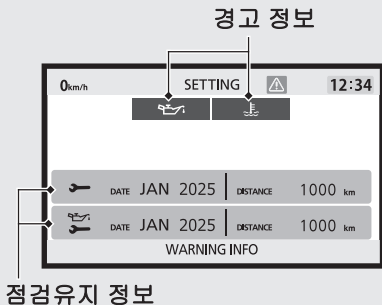 경고 정보
0km/h SETTING 12:34
DATE JAN 2025 DISTANCE 1000 km
DATE JAN 2025 DISTANCE 1000 km
WARNING INFO
점검유지 정보